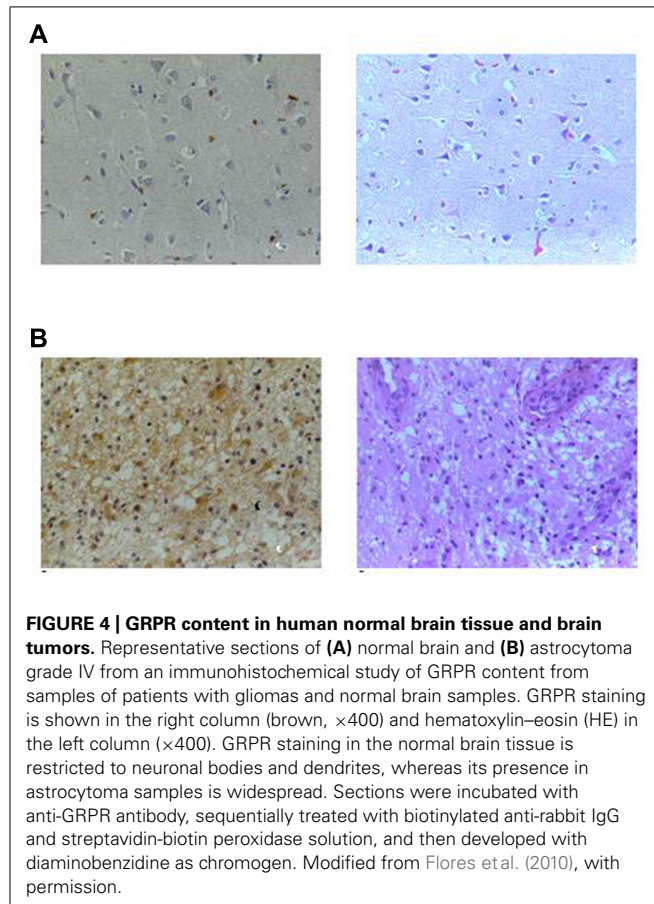 A
B
FIGURE 4 | GRPR content in human normal brain tissue and brain
tumors. Representative sections of (A) normal brain and (B) astrocytoma
grade IV from an immunohistochemical study of GRPR content from
samples of patients with gliomas and normal brain samples. GRPR staining
is shown in the right column (brown, ×400) and hematoxylin–eosin (HE) in
the left column (×400). GRPR staining in the normal brain tissue is
restricted to neuronal bodies and dendrites, whereas its presence in
astrocytoma samples is widespread. Sections were incubated with
anti-GRPR antibody, sequentially treated with biotinylated anti-rabbit IgG
and streptavidin-biotin peroxidase solution, and then developed with
diaminobenzidine as chromogen. Modified from Flores et al. (2010), with
permission.